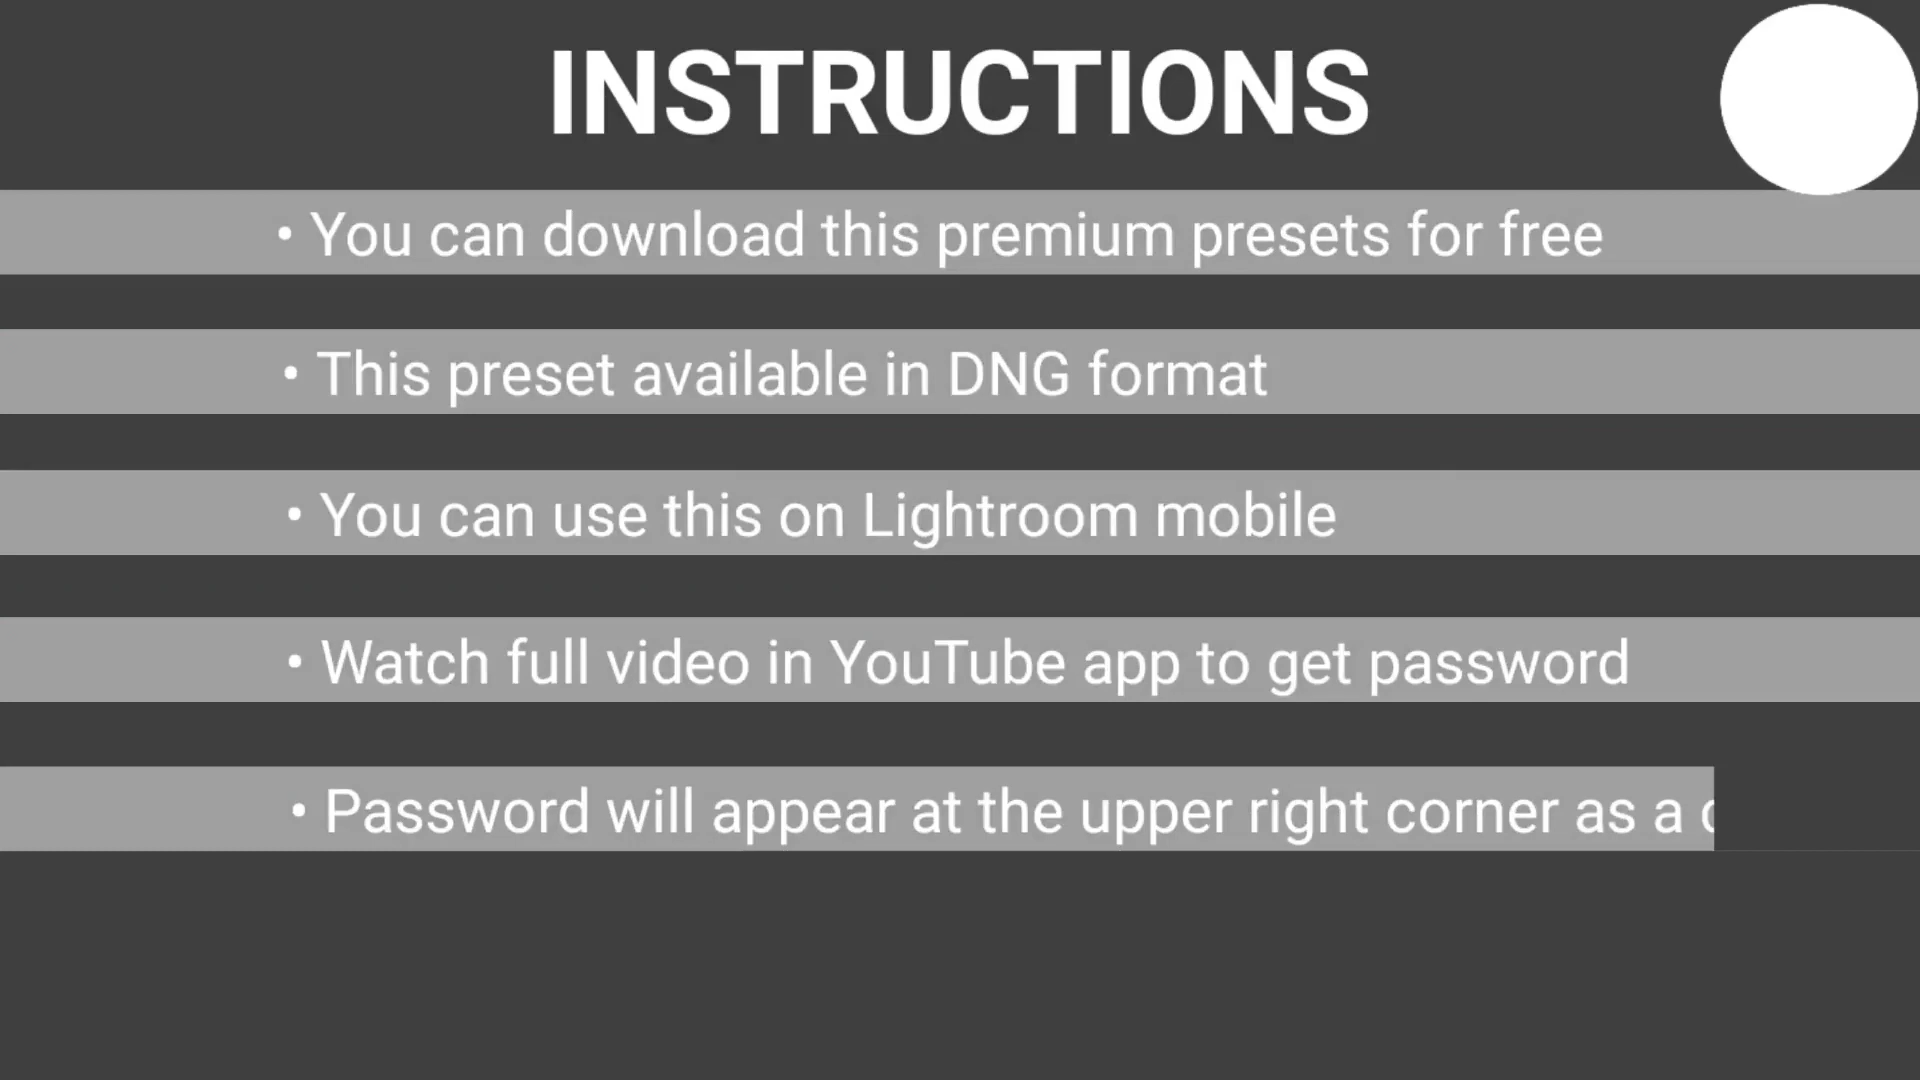 INSTRUCTIONS
• You can download this premium presets for free
• This preset available in DNG format
• You can use this on Lightroom mobile
• Watch full video in YouTube app to get password
• Password will appear at the upper right corner as a